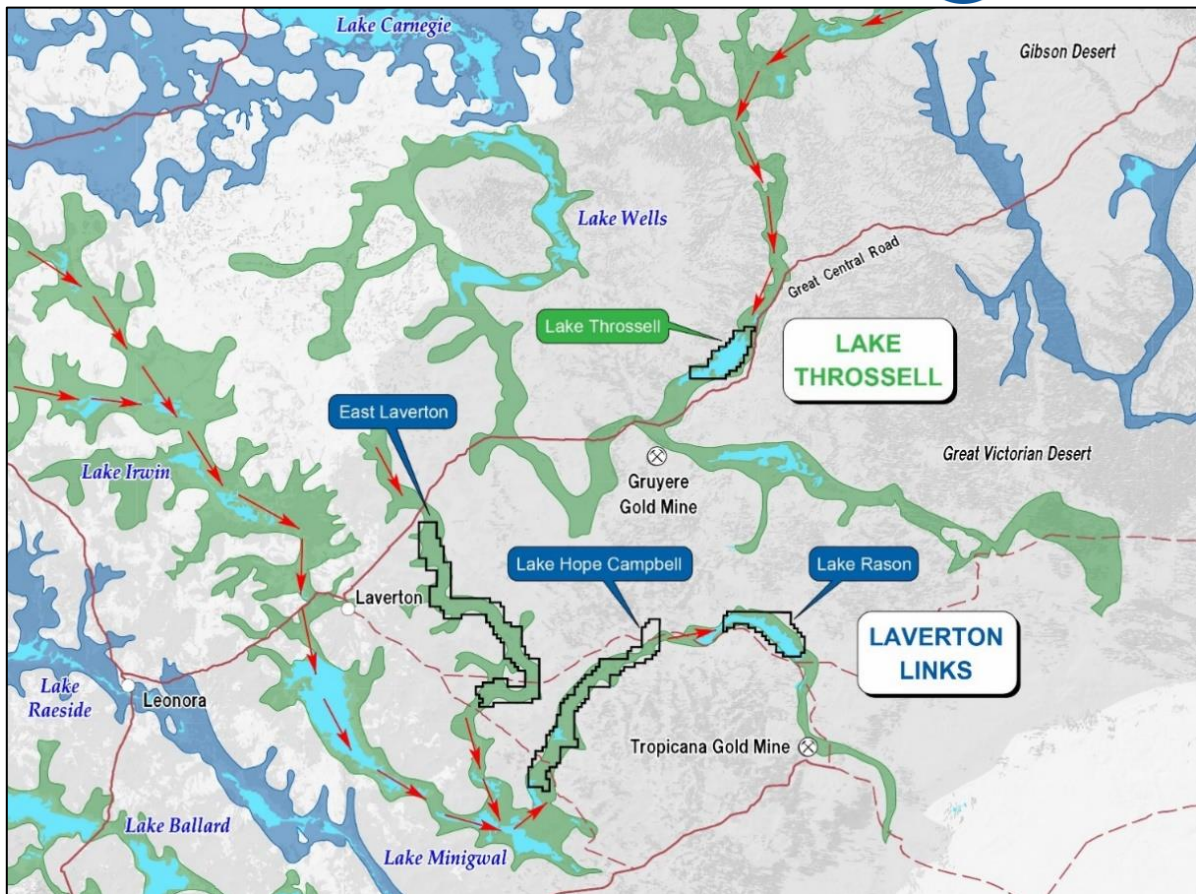 Lake Carnegie
Gibson Desert
Lake Wells
Great Central Road
Lake Throssell
LAKE
THROSSELL
East Laverton
Lake Irwin
Great Victorian Desert
Gruyere
Gold Mine
Lake Hope Campbell
Lake Rason
Laverton
LAVERTON
LINKS
Lake
Raeside
Leonora
Tropicana Gold Mine
Lake Ballard
Lake Minigwal